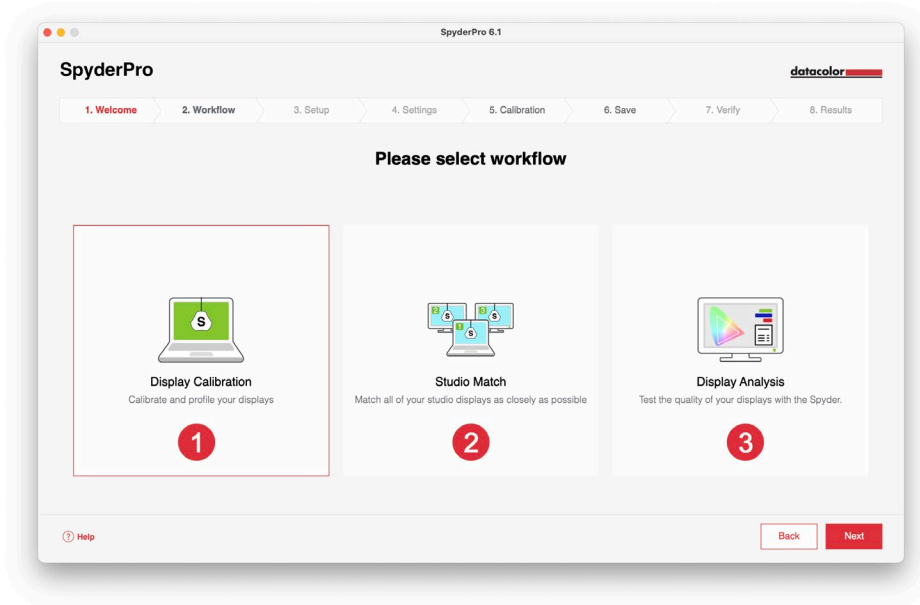 SpyderPro 6.1
SpyderPro
datacolor
1. Welcome
2. Workflow
3. Setup
4. Settings
5. Calibration
6. Save
7. Verify
8. Results
Please select workflow
S
Display Calibration
Calibrate and profile your displays
1
2 S
3 S
1 S
Studio Match
Match all of your studio displays as closely as possible
2
Display Analysis
Test the quality of your displays with the Spyder.
3
? Help
Back
Next